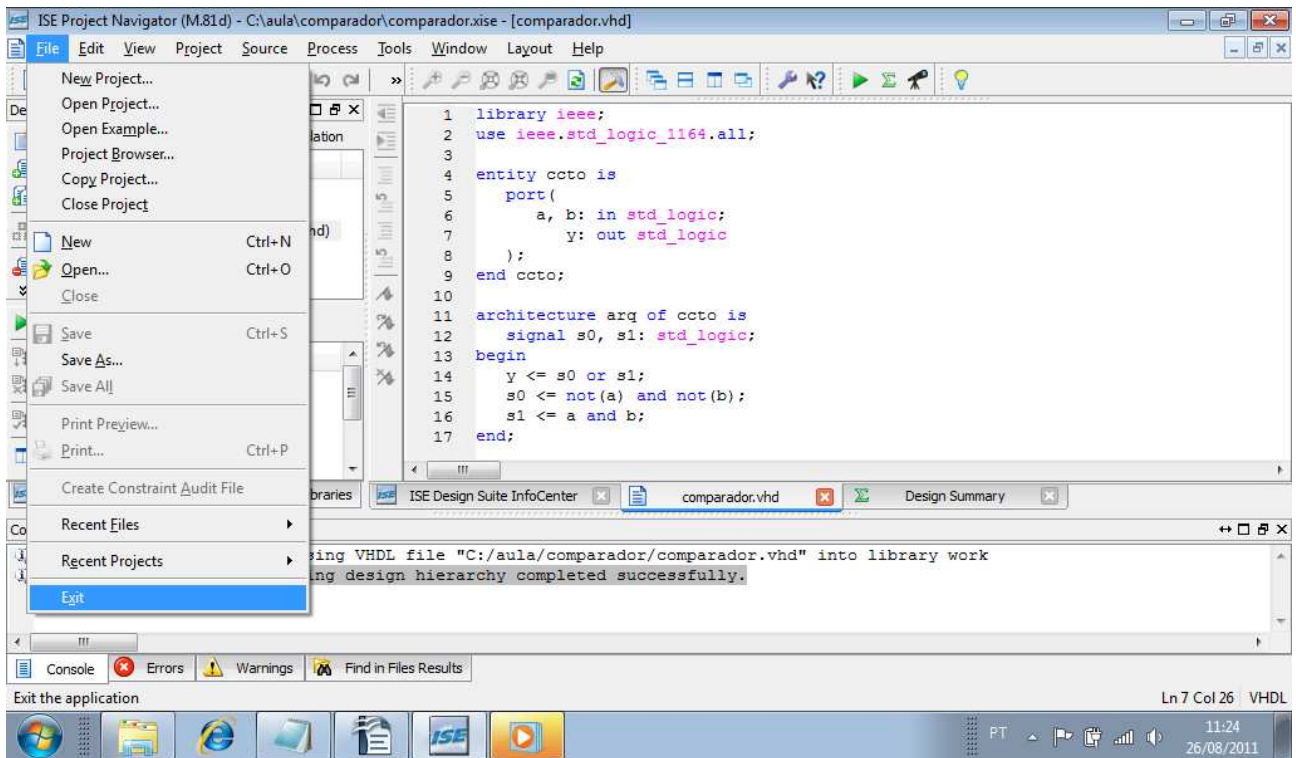 ISE Project Navigator (M.81d) - C:\aula\comparador\comparador.xise - [comparador.vhd]
File Edit View Project Source Process Tools Window Layout Help
New Project...
Open Project...
Open Example...
Project Browser...
Copy Project...
Close Project
New Ctrl+N
Open... Ctrl+O
Close
Save Ctrl+S
Save As...
Save All
Print Preview...
Print... Ctrl+P
Create Constraint Audit File
Recent Files
Recent Projects
Exit
De
lation
hd)
braries
1 library ieee;
2 use ieee.std_logic_1164.all;
3
4 entity ccto is
5 port(
6 a, b: in std_logic;
7 y: out std_logic
8 );
9 end ccto;
10
11 architecture arq of ccto is
12 signal s0, s1: std_logic;
13 begin
14 y <= s0 or s1;
15 s0 <= not(a) and not(b);
16 s1 <= a and b;
17 end;
ISE Design Suite InfoCenter comparador.vhd Design Summary
Co
sing VHDL file "C:/aula/comparador/comparador.vhd" into library work
ing design hierarchy completed successfully.
Console Errors Warnings Find in Files Results
Exit the application Ln 7 Col 26 VHDL
ISE PT 11:24
26/08/2011